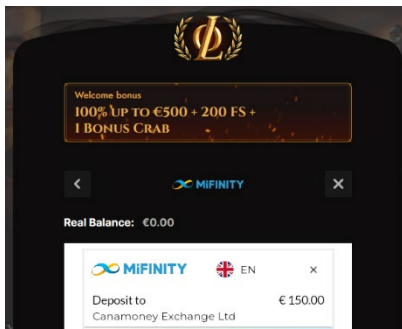 Welcome bonus
100% UP TO €500 + 200 FS +
1 BONUS CRAB
MIFINITY
Real Balance: €0.00
MIFINITY EN ×
Deposit to € 150.00
Canamoney Exchange Ltd